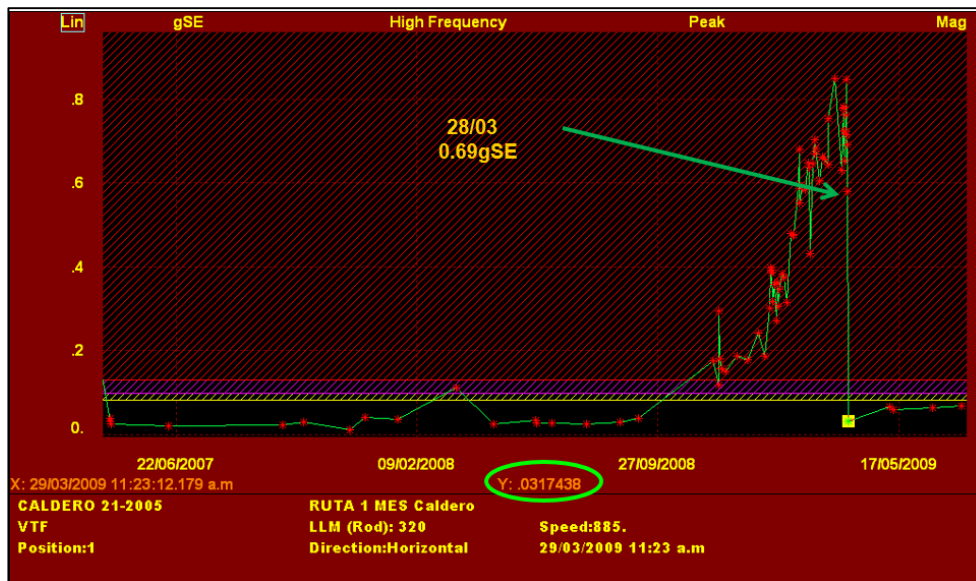 Lin gSE High Frequency Peak Mag
28/03
0.69gSE
.8
.6
.4
.2
0.
22/06/2007 09/02/2008 27/09/2008 17/05/2009
X: 29/03/2009 11:23:12.179 a.m Y: .0317438
CALDERO 21-2005 RUTA 1 MES Caldero
VTF LLM (Rod): 320 Speed:885.
Position:1 Direction:Horizontal 29/03/2009 11:23 a.m